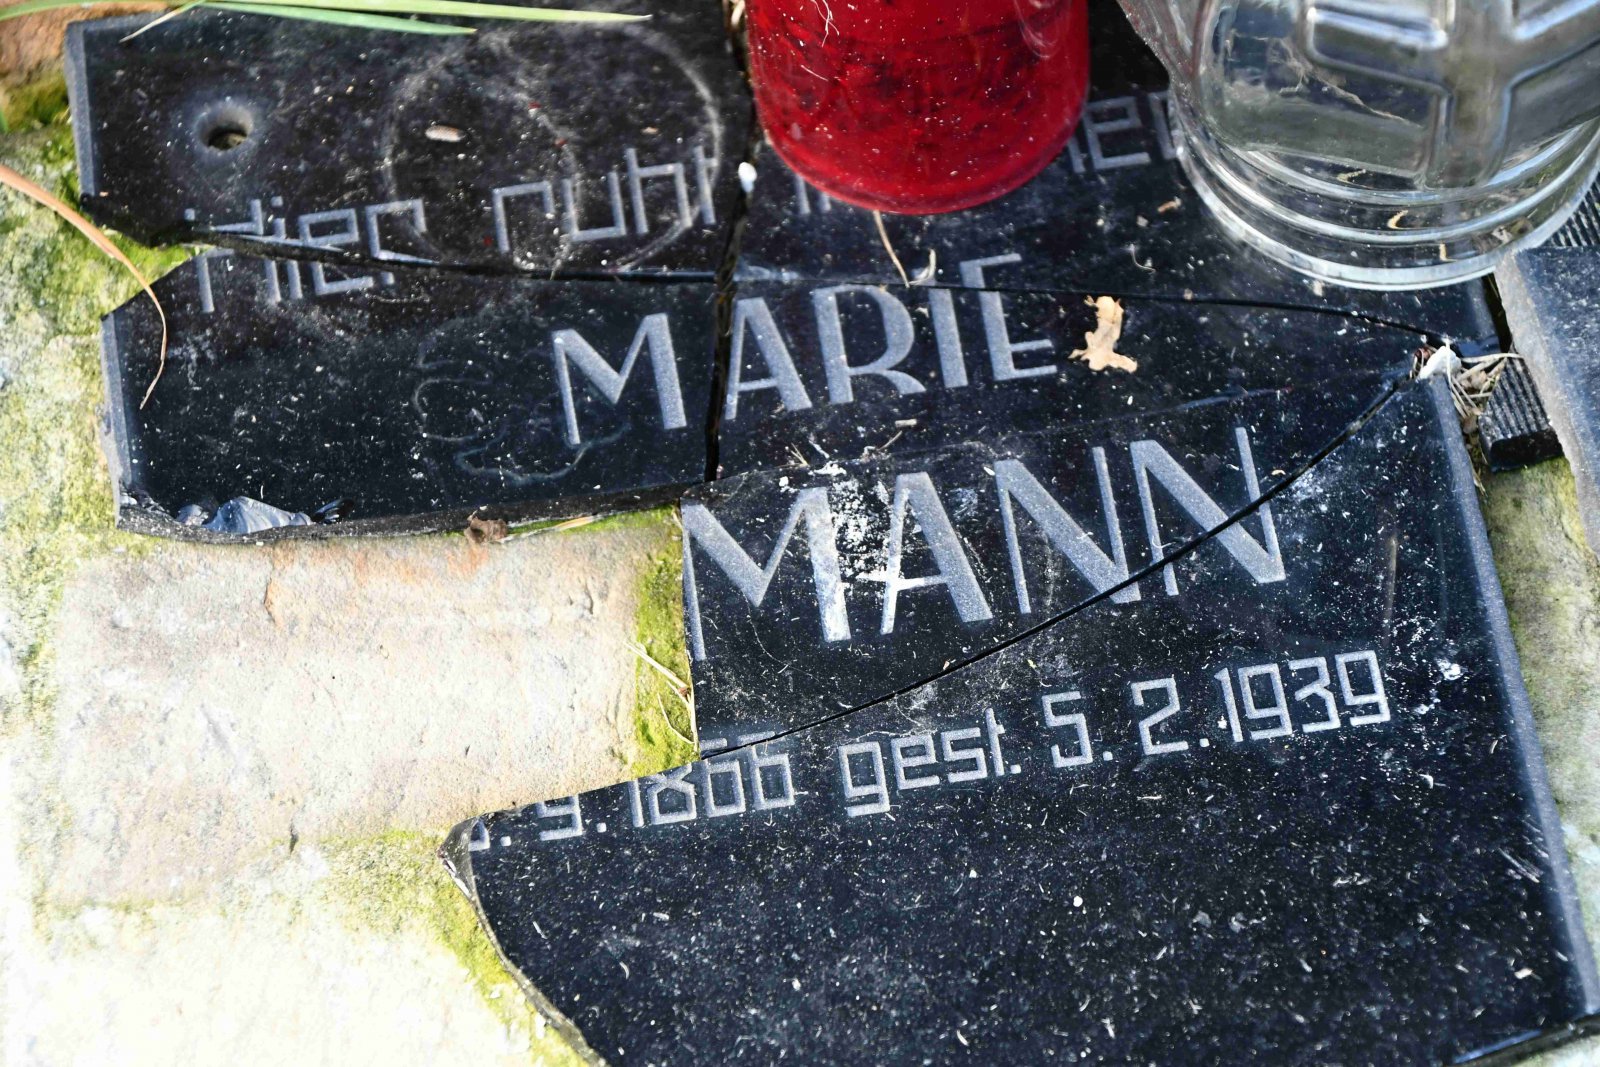 Hier ruht
MARIE
MANN
.9.1866 gest. 5.2.1939